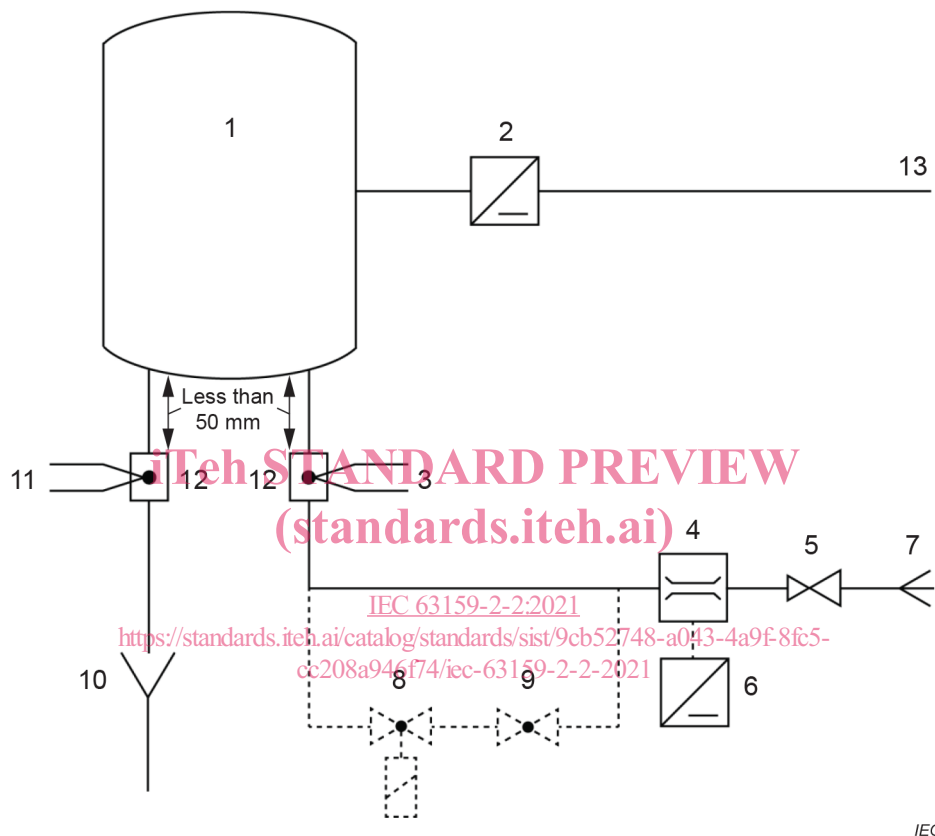 1
2
13
Less than
50 mm
11
12
12
3
iTeh STANDARD PREVIEW
(standards.iteh.ai)
4
5
7
IEC 63159-2-2:2021
https://standards.iteh.ai/catalog/standards/sist/9cb52748-a043-4a9f-8fc5-
cc208a946f74/iec-63159-2-2-2021
10
8
9
6
IEC